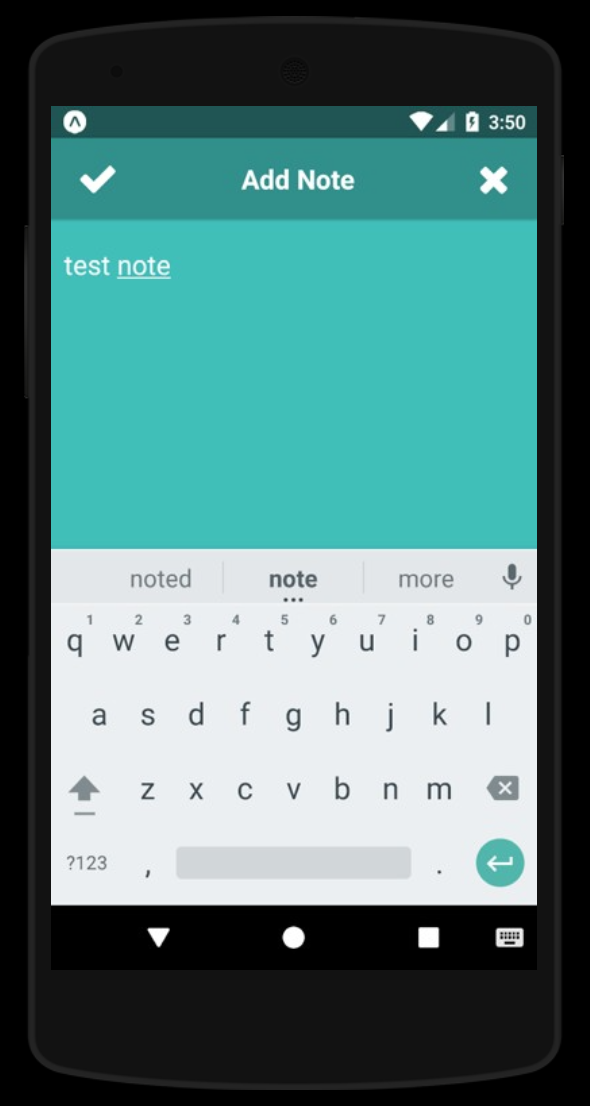 3:50
Add Note
test note
noted note more
1 2 3 4 5 6 7 8 9 0
q w e r t y u i o p
a s d f g h j k l
z x c v b n m
?123 , .